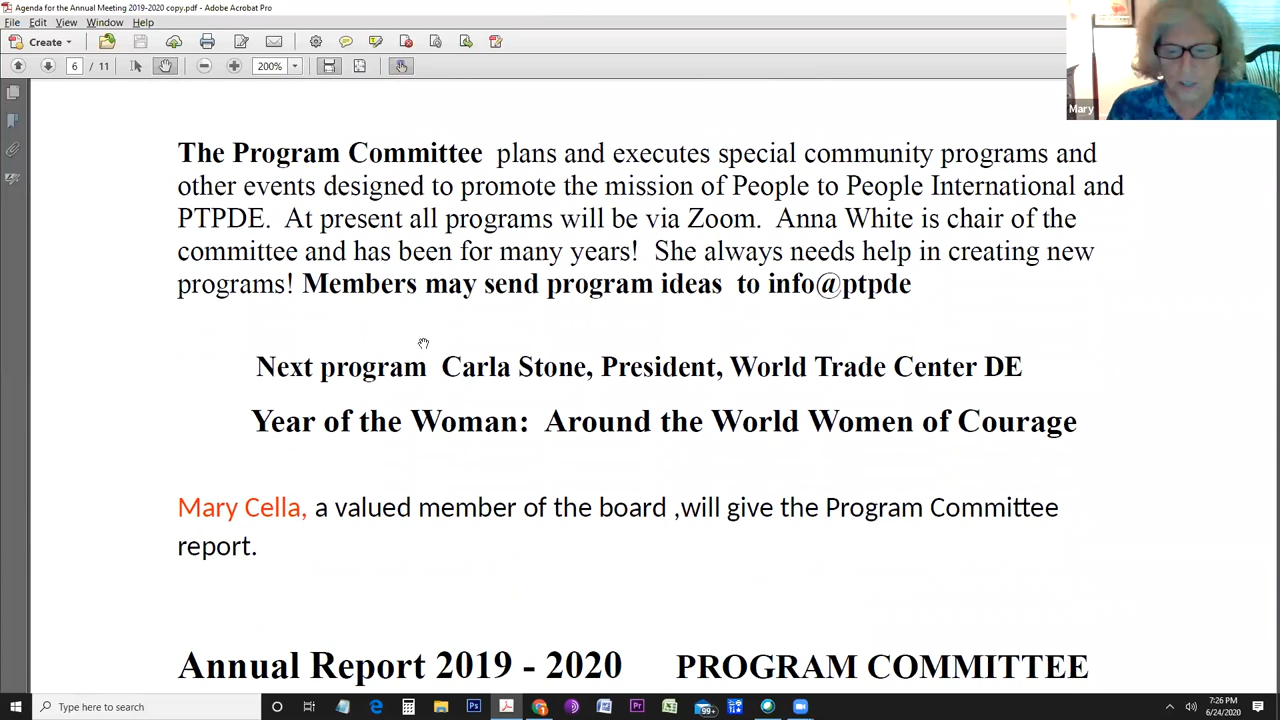 Agenda for the Annual Meeting 2019-2020 copy.pdf - Adobe Acrobat Pro
File Edit View Window Help
Create
6 / 11 200%
Mary
The Program Committee plans and executes special community programs and
other events designed to promote the mission of People to People International and
PTPDE. At present all programs will be via Zoom. Anna White is chair of the
committee and has been for many years! She always needs help in creating new
programs! Members may send program ideas to info@ptpde
Next program Carla Stone, President, World Trade Center DE
Year of the Woman: Around the World Women of Courage
Mary Cella, a valued member of the board ,will give the Program Committee
report.
Annual Report 2019 - 2020 PROGRAM COMMITTEE
Type here to search
Ps
Pr
99+
7:26 PM
6/24/2020